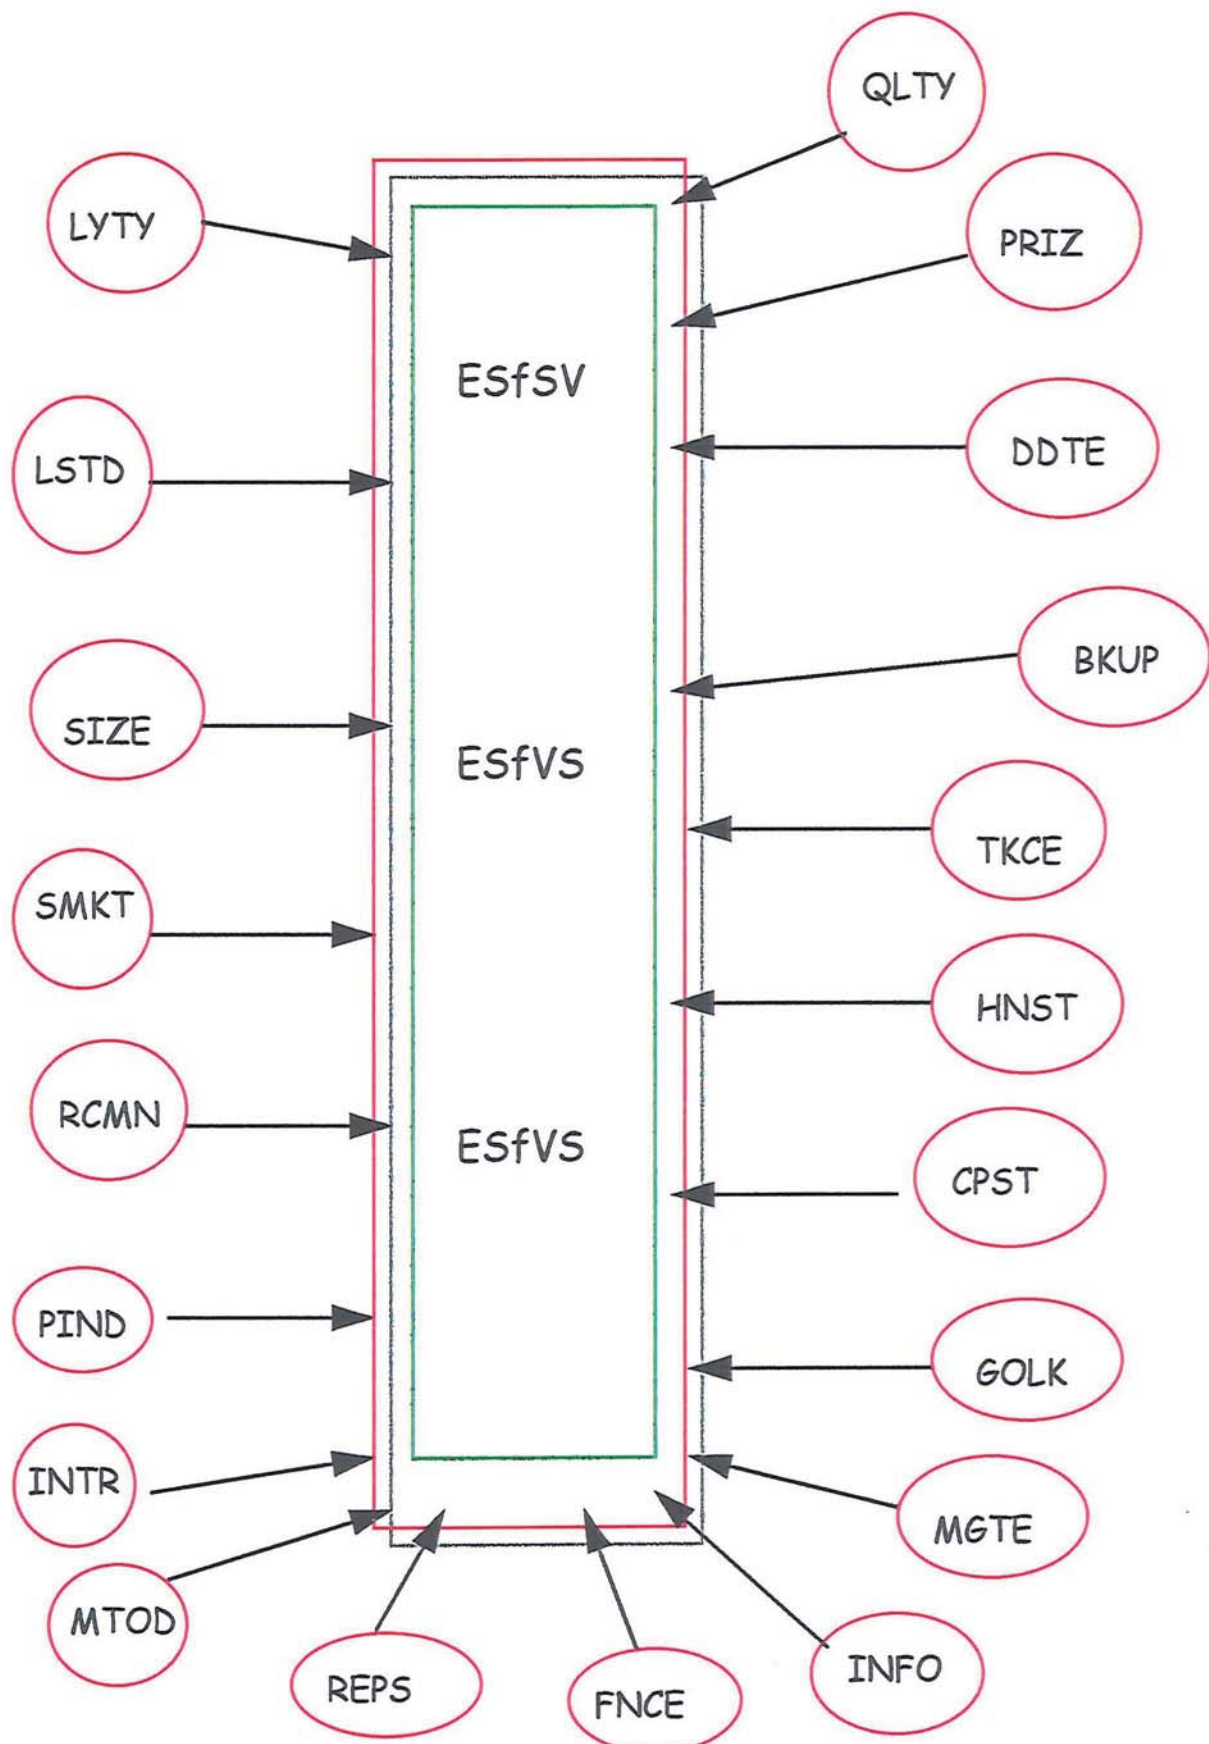 QLTY
LYTY
PRIZ
ESfSV
LSTD
DDTE
BKUP
SIZE
ESfVS
TKCE
SMKT
HNST
RCMN
ESfVS
CPST
PIND
GOLK
INTR
MGTE
MTOD
REPS
FNCE
INFO